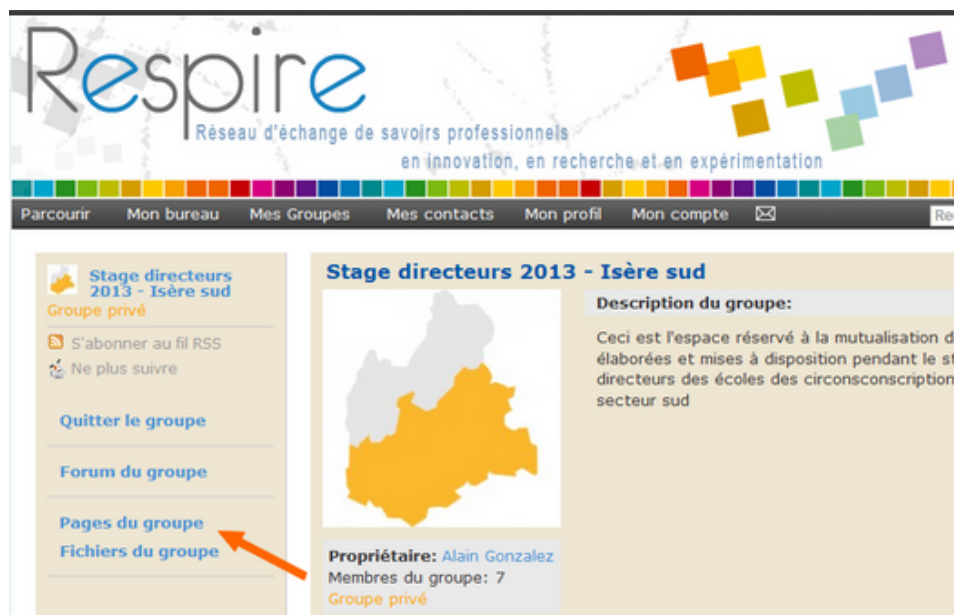 Respire
Réseau d'échange de savoirs professionnels
en innovation, en recherche et en expérimentation
Parcourir Mon bureau Mes Groupes Mes contacts Mon profil Mon compte
Stage directeurs
2013 - Isère sud
Groupe privé
S'abonner au fil RSS
Ne plus suivre
Quitter le groupe
Forum du groupe
Pages du groupe
Fichiers du groupe
Stage directeurs 2013 - Isère sud
Description du groupe:
Ceci est l'espace réservé à la mutualisation
élaborées et mises à disposition pendant le
directeurs des écoles des circonsconscription
secteur sud
Propriétaire: Alain Gonzalez
Membres du groupe: 7
Groupe privé